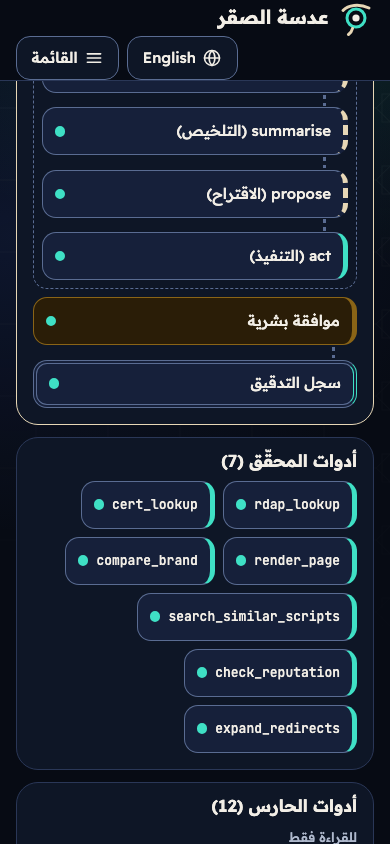 عدسة الصقر
القائمة English
summarise (التلخيص)
propose (الاقتراح)
act (التنفيذ)
موافقة بشرية
سجل التدقيق
أدوات المحقّق (7)
rdap_lookup cert_lookup
render_page compare_brand
search_similar_scripts
check_reputation
expand_redirects
أدوات الحارس (12)
للقراءة فقط